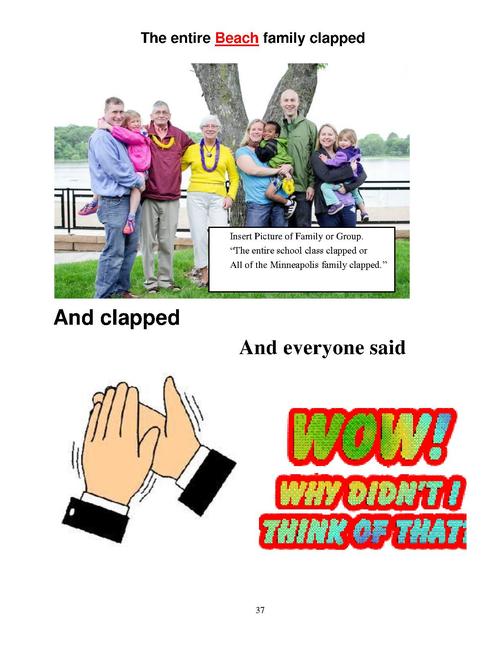 The entire Beach family clapped
Insert Picture of Family or Group.
“The entire school class clapped or
All of the Minneapolis family clapped.”
And clapped
And everyone said
WOW!
WHY DIDN'T I
THINK OF THAT
37